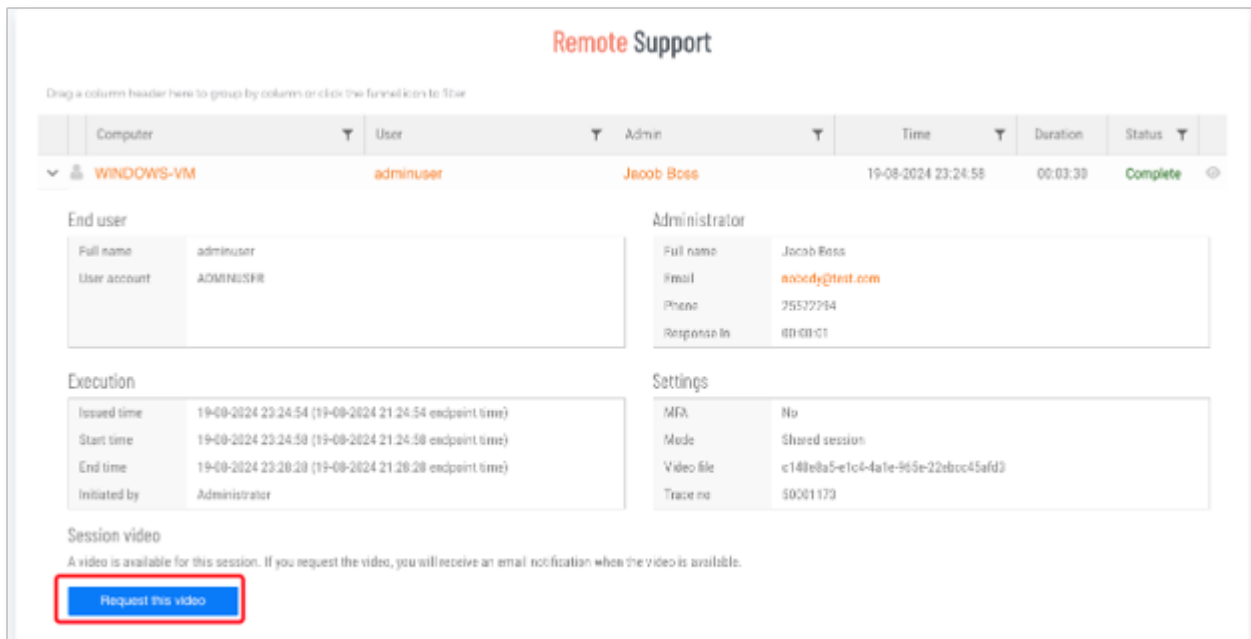 Remote Support
Drag a column header here to group by column or click the funnel icon to filter
Computer User Admin Time Duration Status
WINDOWS-VM adminuser Jacob Boss 19-08-2024 23:24:58 00:03:30 Complete
End user
Full name adminuser
User account ADMINUSER
Administrator
Full name Jacob Boss
Email nobody@test.com
Phone
Response in 00:00:01
Execution
Issued time 19-08-2024 23:24:54 (19-08-2024 21:24:54 endpoint time)
Start time 19-08-2024 23:24:58 (19-08-2024 21:24:58 endpoint time)
End time 19-08-2024 23:28:28 (19-08-2024 21:28:28 endpoint time)
Initiated by Administrator
Settings
MFA No
Mode Shared session
Video file
Trace no 50001173
Session video
A video is available for this session. If you request the video, you will receive an email notification when the video is available.
Request this video